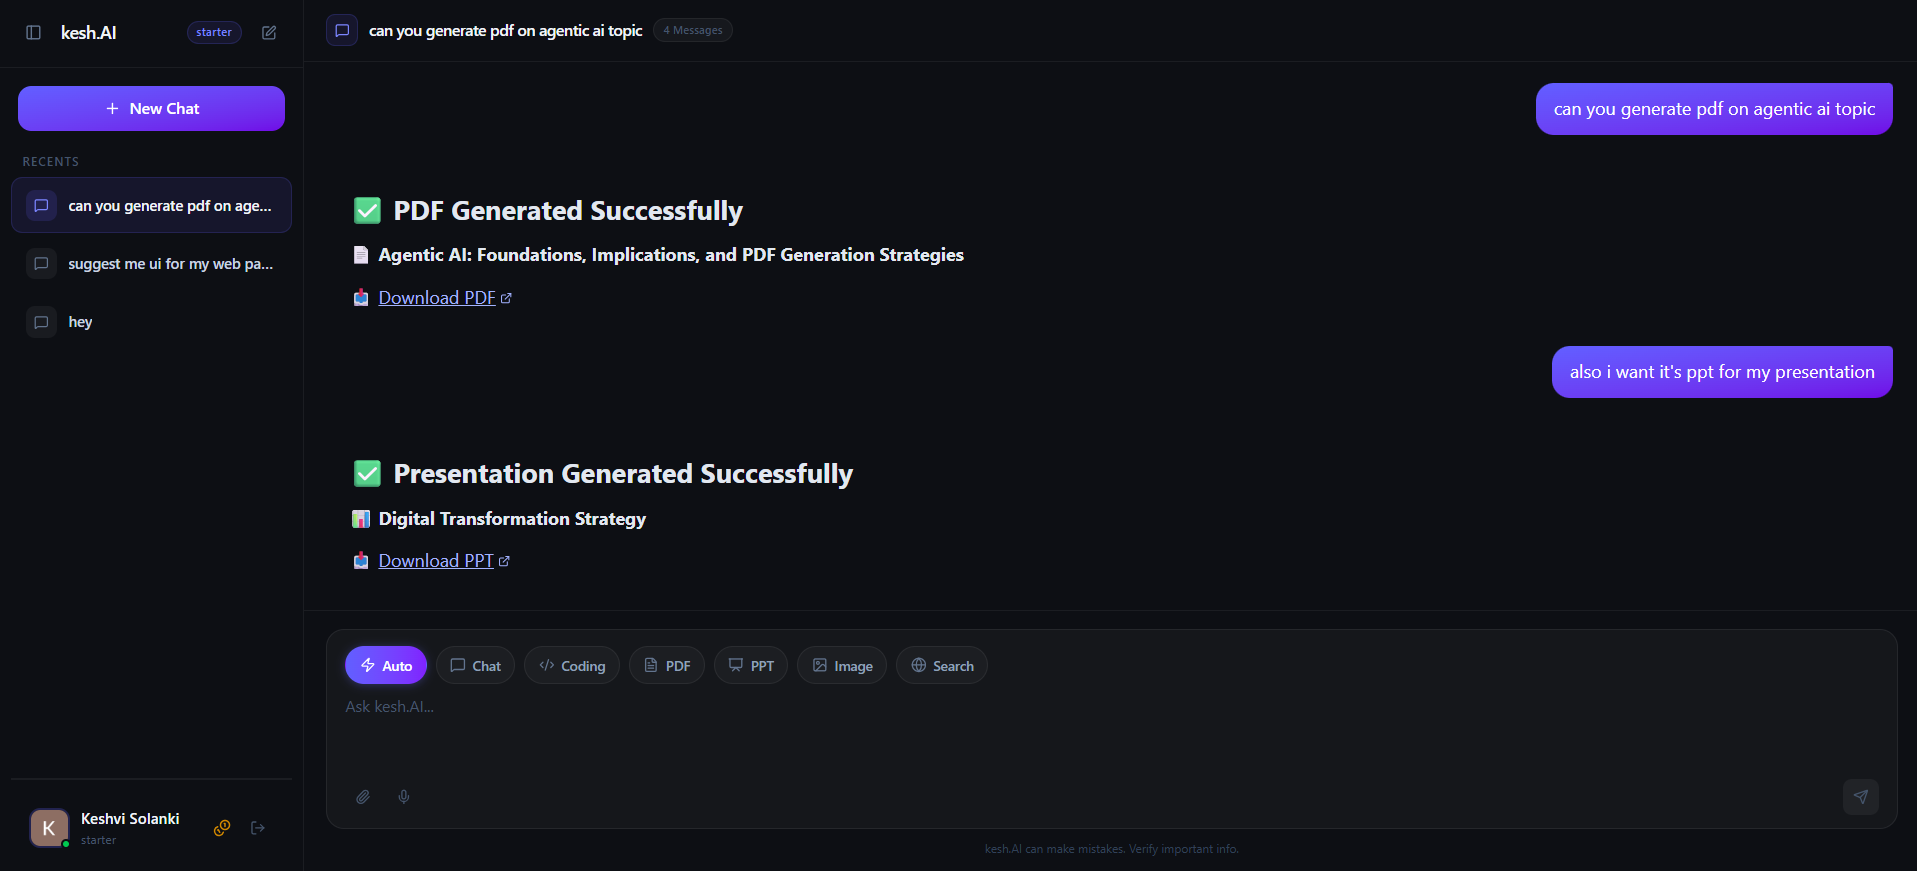 kesh.AI
starter
New Chat
RECENTS
can you generate pdf on age...
suggest me ui for my web pa...
hey
Keshvi Solanki
starter
can you generate pdf on agentic ai topic
4 Messages
can you generate pdf on agentic ai topic
PDF Generated Successfully
Agentic AI: Foundations, Implications, and PDF Generation Strategies
Download PDF
also i want it's ppt for my presentation
Presentation Generated Successfully
Digital Transformation Strategy
Download PPT
Auto
Chat
Coding
PDF
PPT
Image
Search
Ask kesh.AI...
kesh.AI can make mistakes. Verify important info.
K